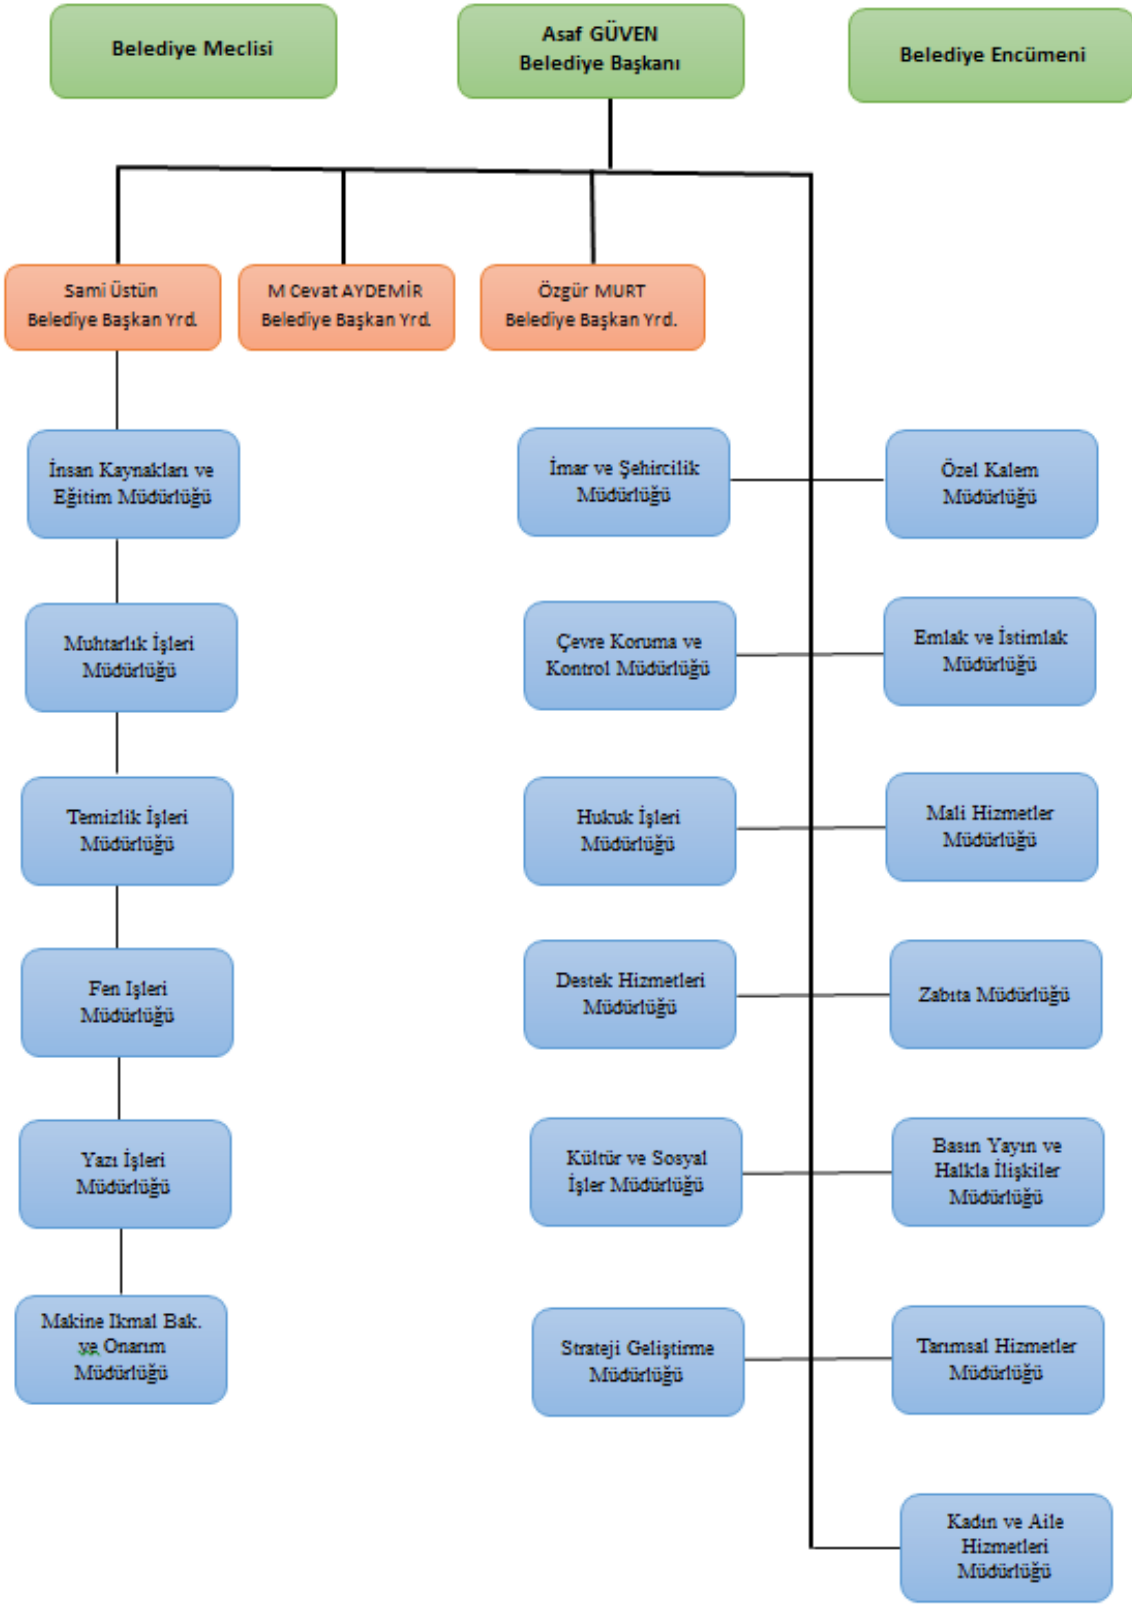 Belediye Meclisi
Asaf GÜVEN
Belediye Başkanı
Belediye Encümeni
Sami Üstün
Belediye Başkan Yrd.
M Cevat AYDEMİR
Belediye Başkan Yrd.
Özgür MURT
Belediye Başkan Yrd.
İnsan Kaynakları ve
Eğitim Müdürlüğü
İmar ve Şehircilik
Müdürlüğü
Özel Kalem
Müdürlüğü
Muhtarlık İşleri
Müdürlüğü
Çevre Koruma ve
Kontrol Müdürlüğü
Emlak ve İstimlak
Müdürlüğü
Temizlik İşleri
Müdürlüğü
Hukuk İşleri
Müdürlüğü
Mali Hizmetler
Müdürlüğü
Fen Işleri
Müdürlüğü
Destek Hizmetleri
Müdürlüğü
Zabıta Müdürlüğü
Yazı İşleri
Müdürlüğü
Kültür ve Sosyal
İşler Müdürlüğü
Basın Yayın ve
Halkla İlişkiler
Müdürlüğü
Makine Ikmal Bak.
ve Onarım
Müdürlüğü
Strateji Geliştirme
Müdürlüğü
Tarımsal Hizmetler
Müdürlüğü
Kadın ve Aile
Hizmetleri
Müdürlüğü